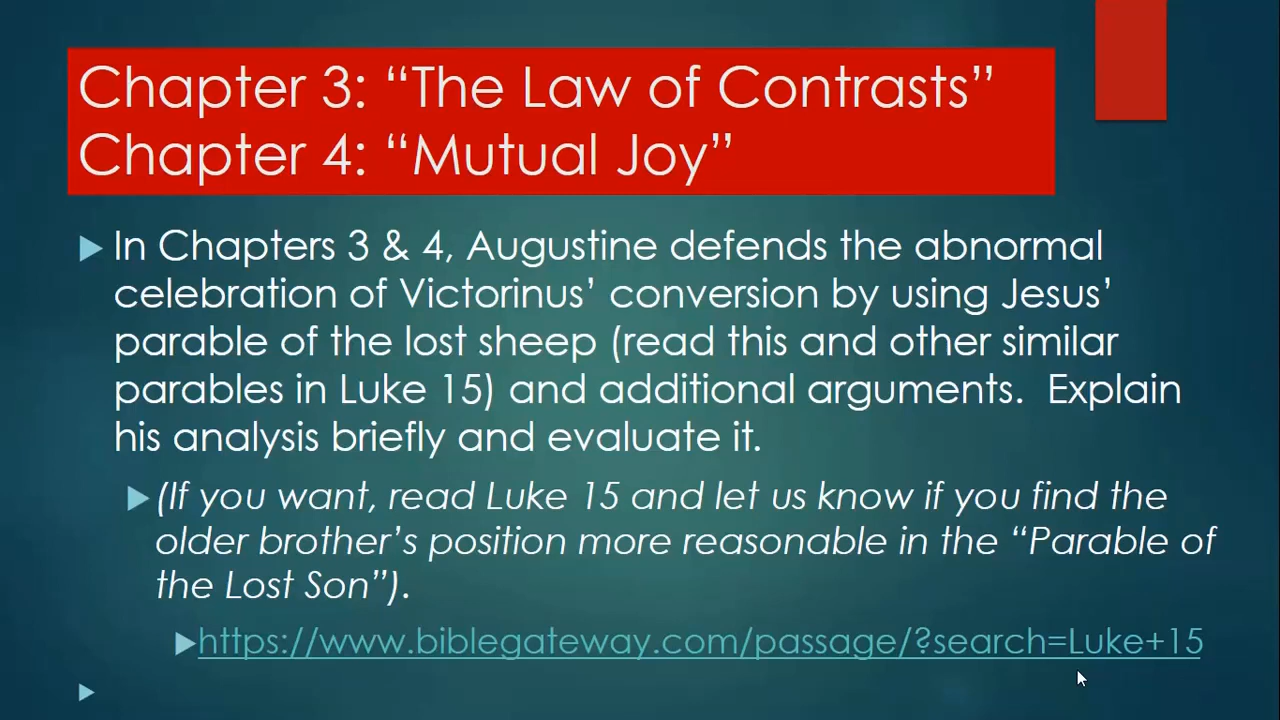 Chapter 3: “The Law of Contrasts”
Chapter 4: “Mutual Joy”
In Chapters 3 & 4, Augustine defends the abnormal
celebration of Victorinus’ conversion by using Jesus’
parable of the lost sheep (read this and other similar
parables in Luke 15) and additional arguments.  Explain
his analysis briefly and evaluate it.
(If you want, read Luke 15 and let us know if you find the
older brother’s position more reasonable in the “Parable of
the Lost Son”).
https://www.biblegateway.com/passage/?search=Luke+15